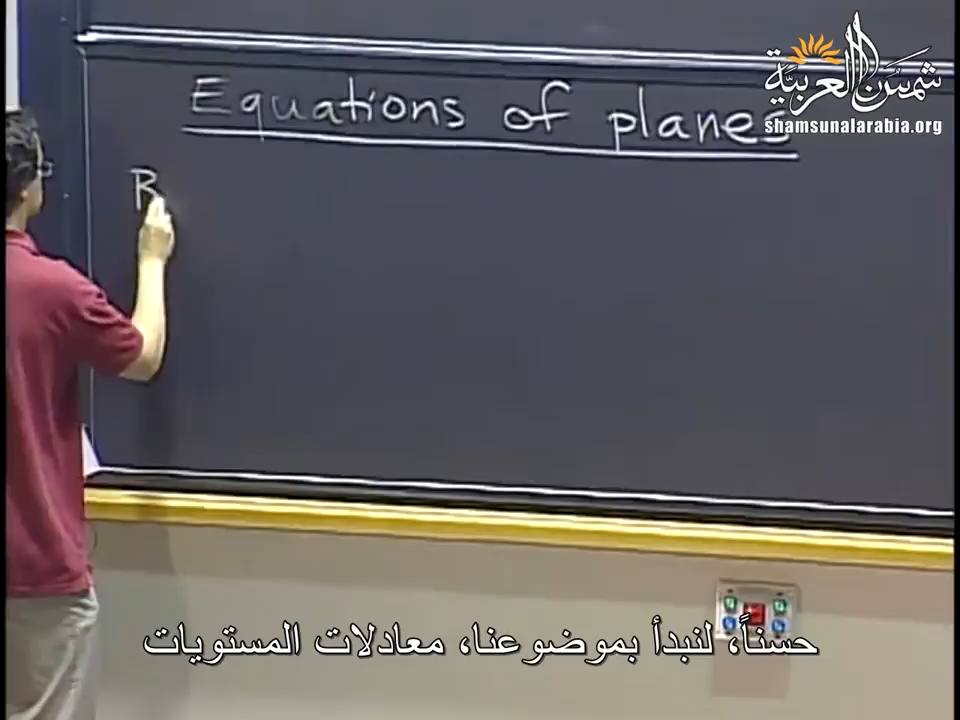 شمس العربية
shamsunalarabia.org
Equations of planes
R
حسناً، لنبدأ بموضوعنا، معادلات المستويات